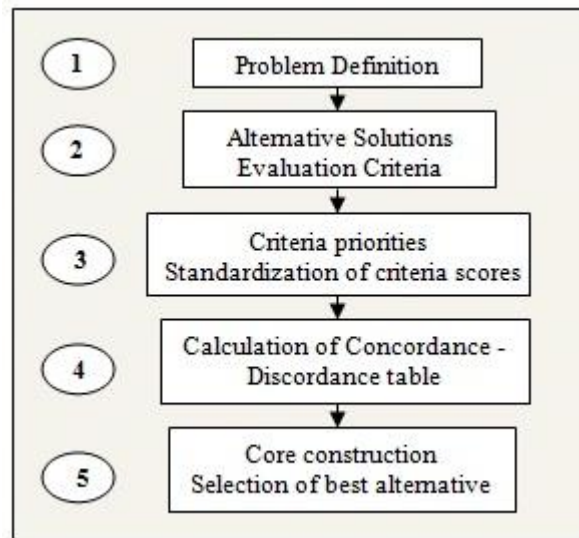 1
Problem Definition
2
Alternative Solutions
Evaluation Criteria
3
Criteria priorities
Standardization of criteria scores
4
Calculation of Concordance -
Discordance table
5
Core construction
Selection of best alternative